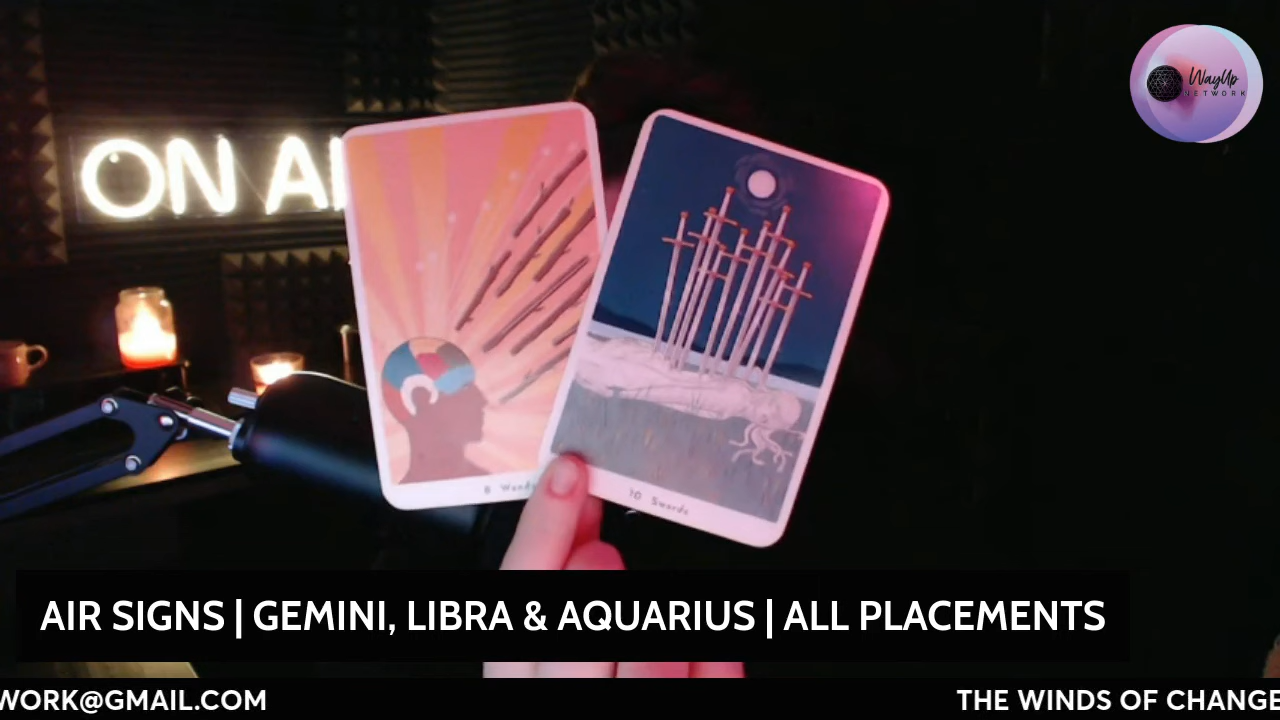 ON AI
WayUp
NETWORK
Wands
10 Swords
AIR SIGNS | GEMINI, LIBRA & AQUARIUS | ALL PLACEMENTS
WORK@GMAIL.COM
THE WINDS OF CHANGE